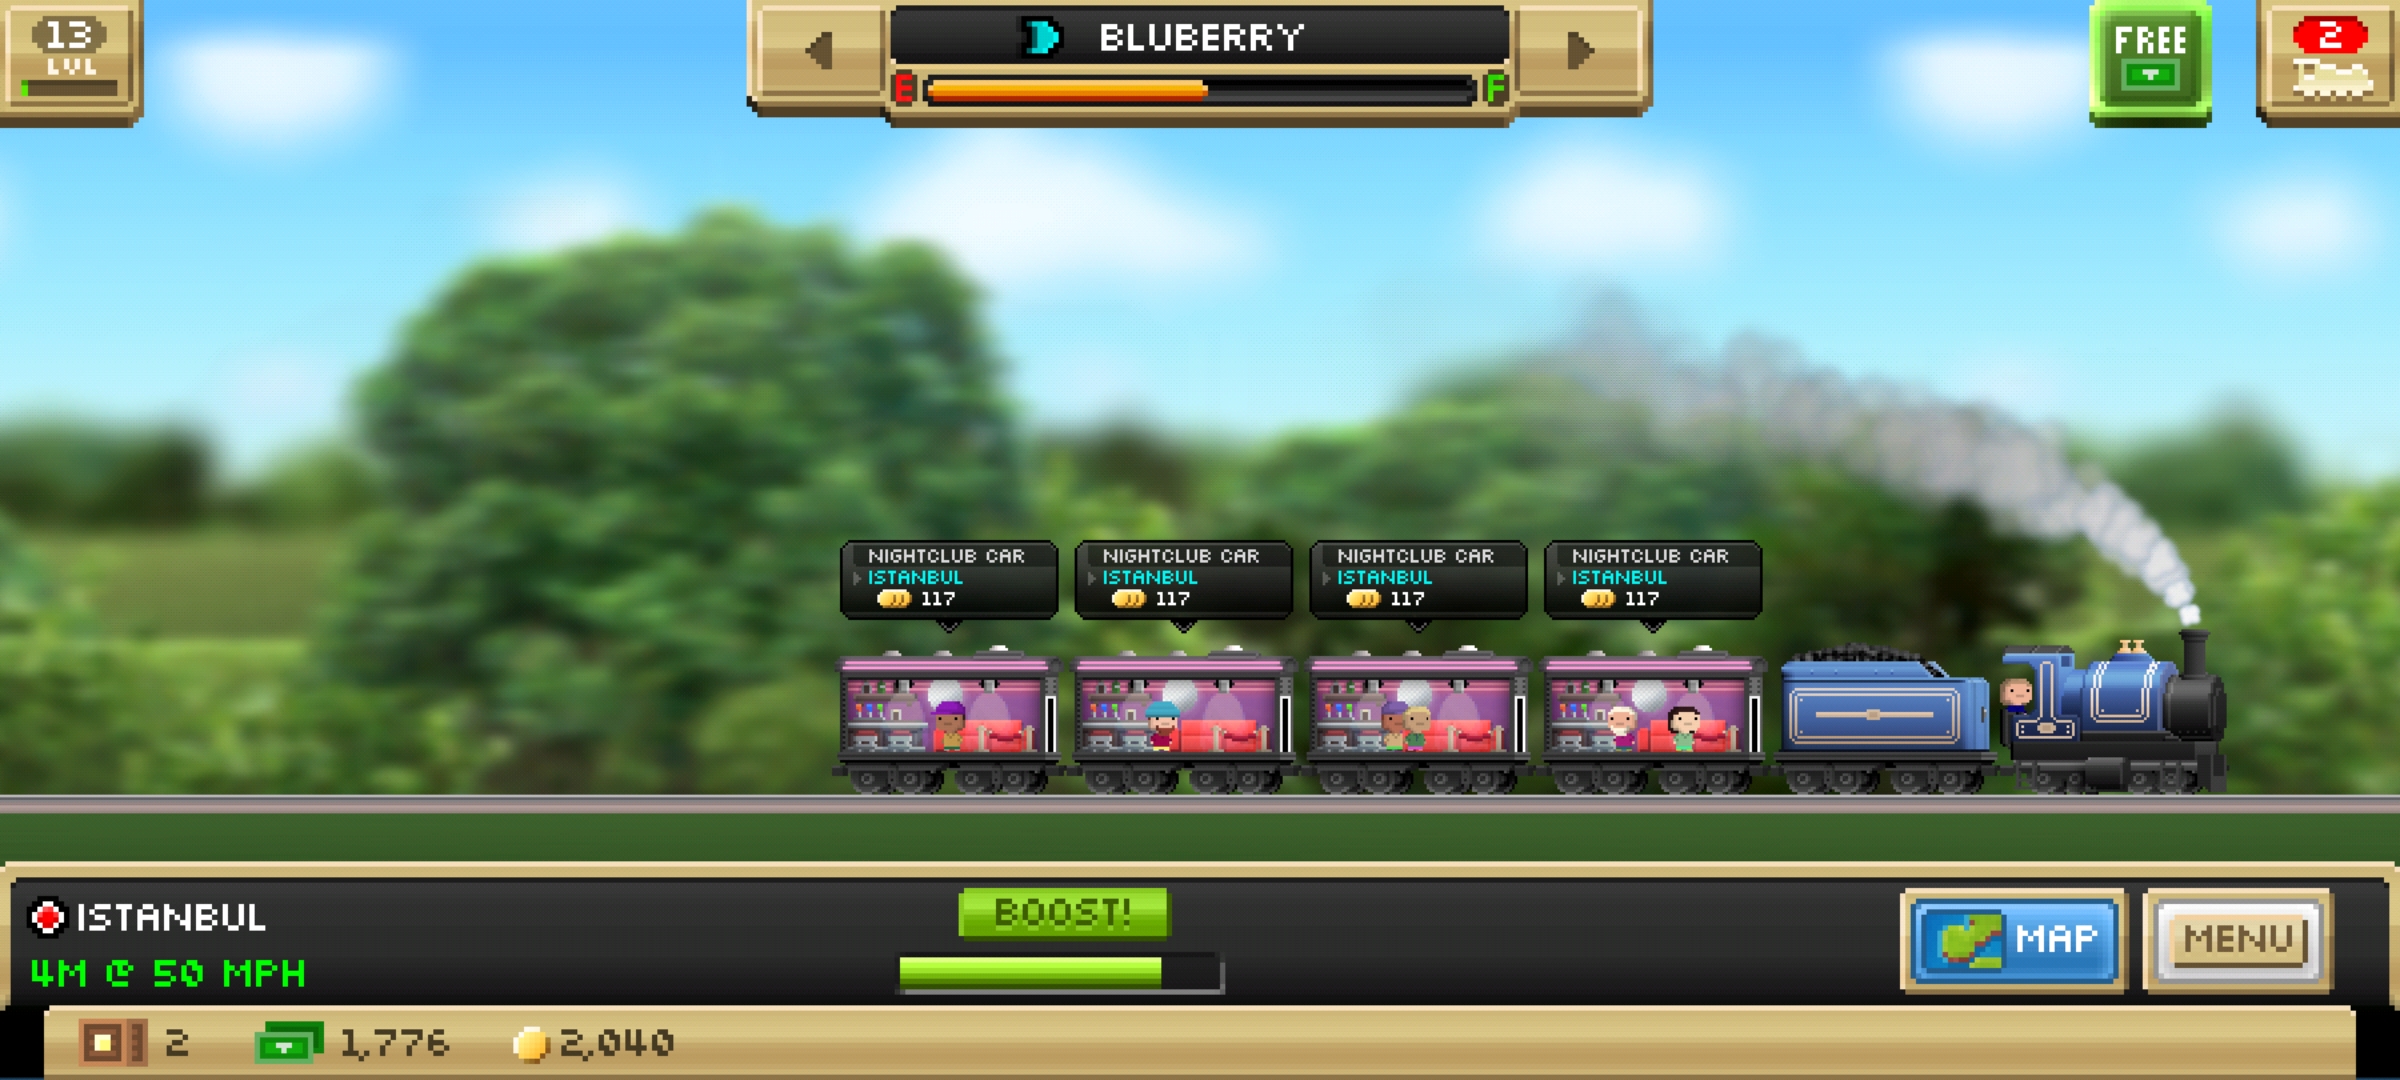 13
LVL
BLUBERRY
E
F
FREE
2
NIGHTCLUB CAR
ISTANBUL
117
NIGHTCLUB CAR
ISTANBUL
117
NIGHTCLUB CAR
ISTANBUL
117
NIGHTCLUB CAR
ISTANBUL
117
ISTANBUL
4M @ 50 MPH
BOOST!
MAP
MENU
2
1,776
2,040